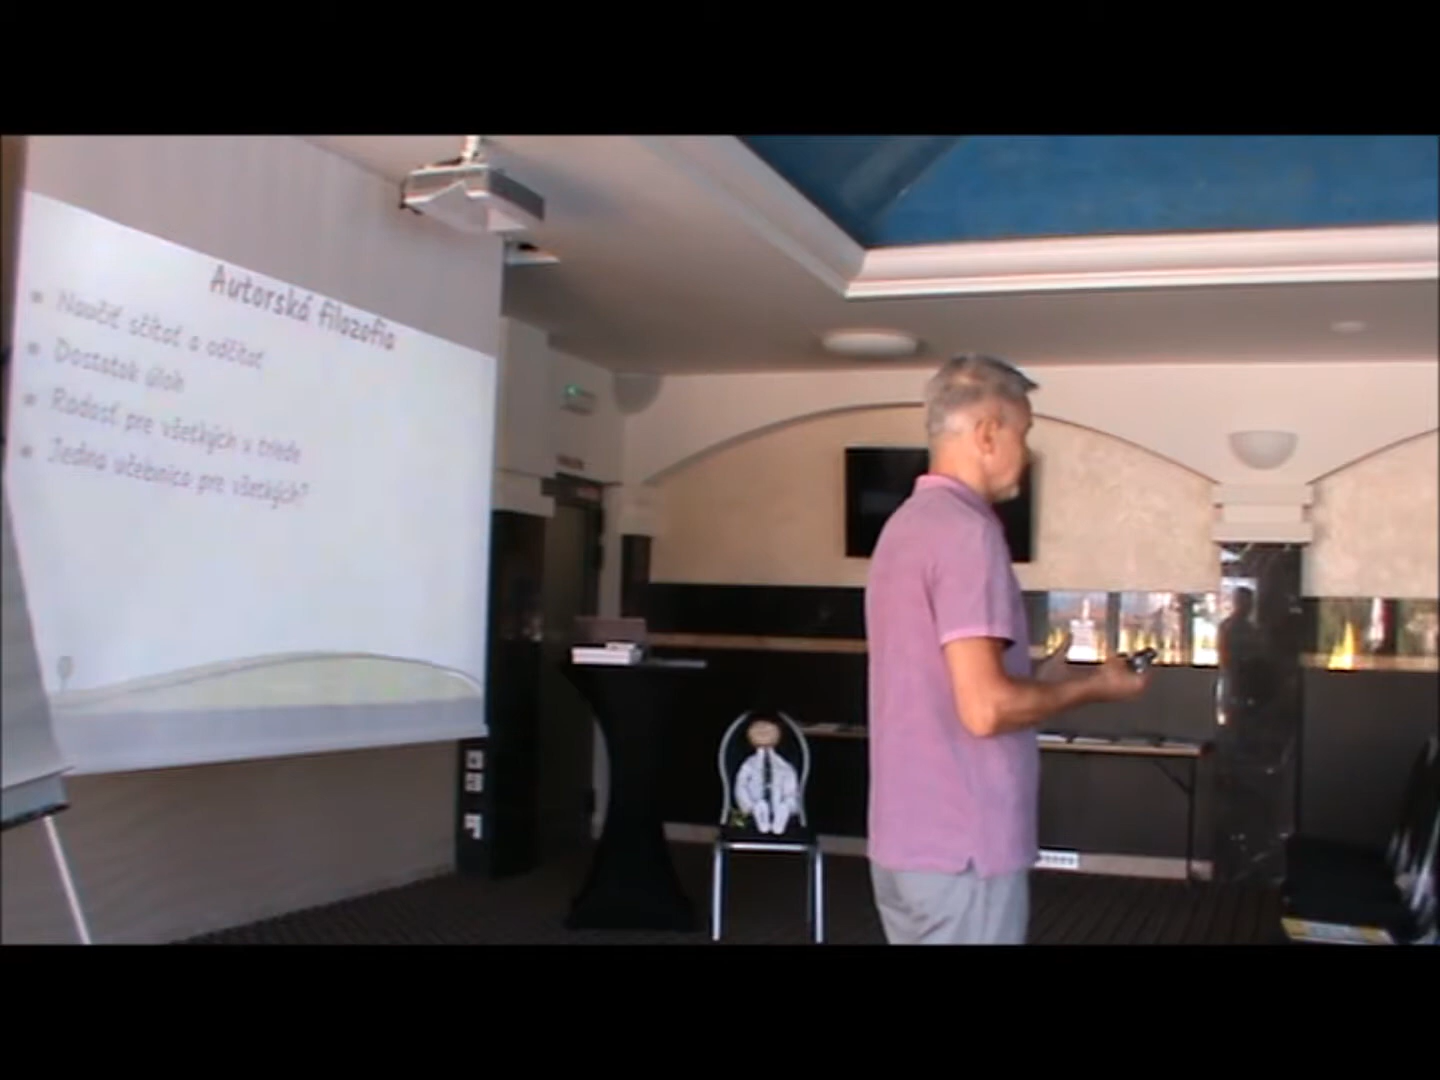 Autorská filozofia
Naučiť sčítať a odčítať
Dostatok úloh
Radosť pre všetkých v triede
Jedna učebnica pre všetkých?